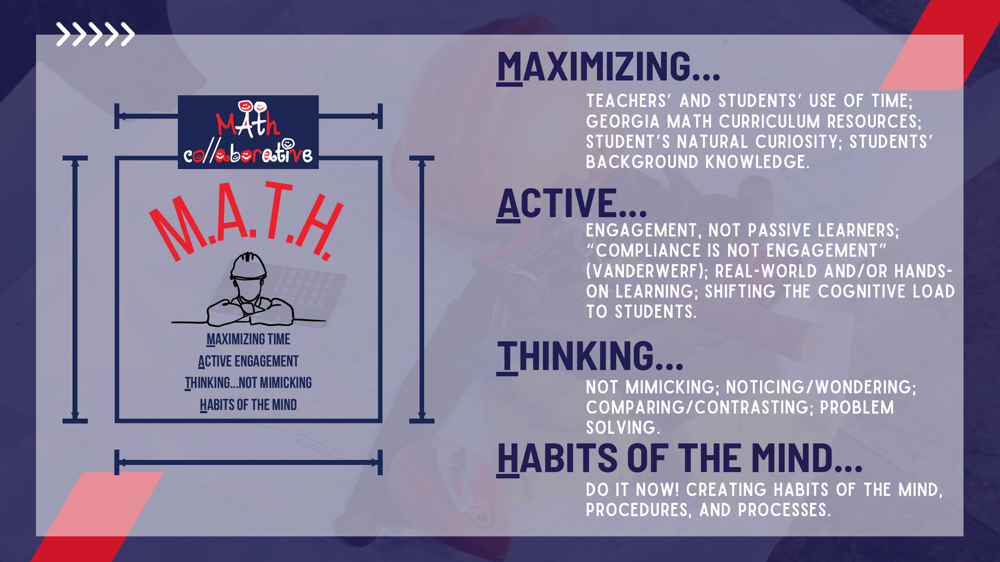 MAth
collaborative
M.A.T.H.
MAXIMIZING TIME
ACTIVE ENGAGEMENT
THINKING...NOT MIMICKING
HABITS OF THE MIND
MAXIMIZING...
TEACHERS' AND STUDENTS' USE OF TIME;
GEORGIA MATH CURRICULUM RESOURCES;
STUDENT'S NATURAL CURIOSITY; STUDENTS'
BACKGROUND KNOWLEDGE.
ACTIVE...
ENGAGEMENT, NOT PASSIVE LEARNERS;
"COMPLIANCE IS NOT ENGAGEMENT"
(VANDERWERF); REAL-WORLD AND/OR HANDS-
ON LEARNING; SHIFTING THE COGNITIVE LOAD
TO STUDENTS.
THINKING...
NOT MIMICKING; NOTICING/WONDERING;
COMPARING/CONTRASTING; PROBLEM
SOLVING.
HABITS OF THE MIND...
DO IT NOW! CREATING HABITS OF THE MIND,
PROCEDURES, AND PROCESSES.